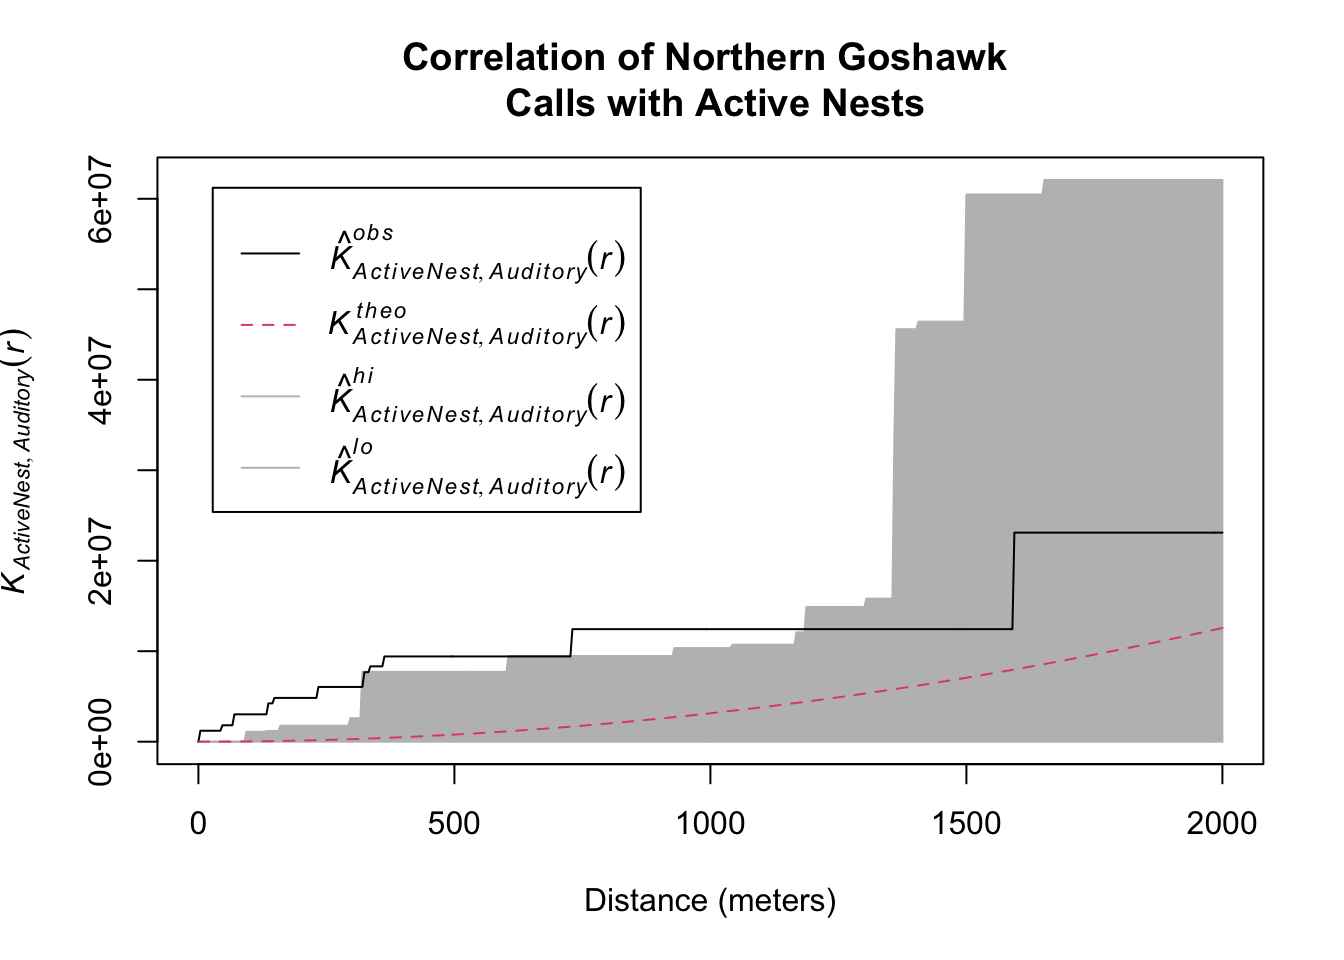 Correlation of Northern Goshawk
Calls with Active Nests
K̂ obs ActiveNest, Auditory (r)
K theo ActiveNest, Auditory (r)
K̂ hi ActiveNest, Auditory (r)
K̂ lo ActiveNest, Auditory (r)
K ActiveNest, Auditory (r)
6e+07
4e+07
2e+07
0e+00
0 500 1000 1500 2000
Distance (meters)